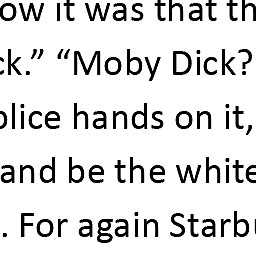 ow it was that th
ck.” “Moby Dick?
plice hands on it,
and be the white
. For again Starbu